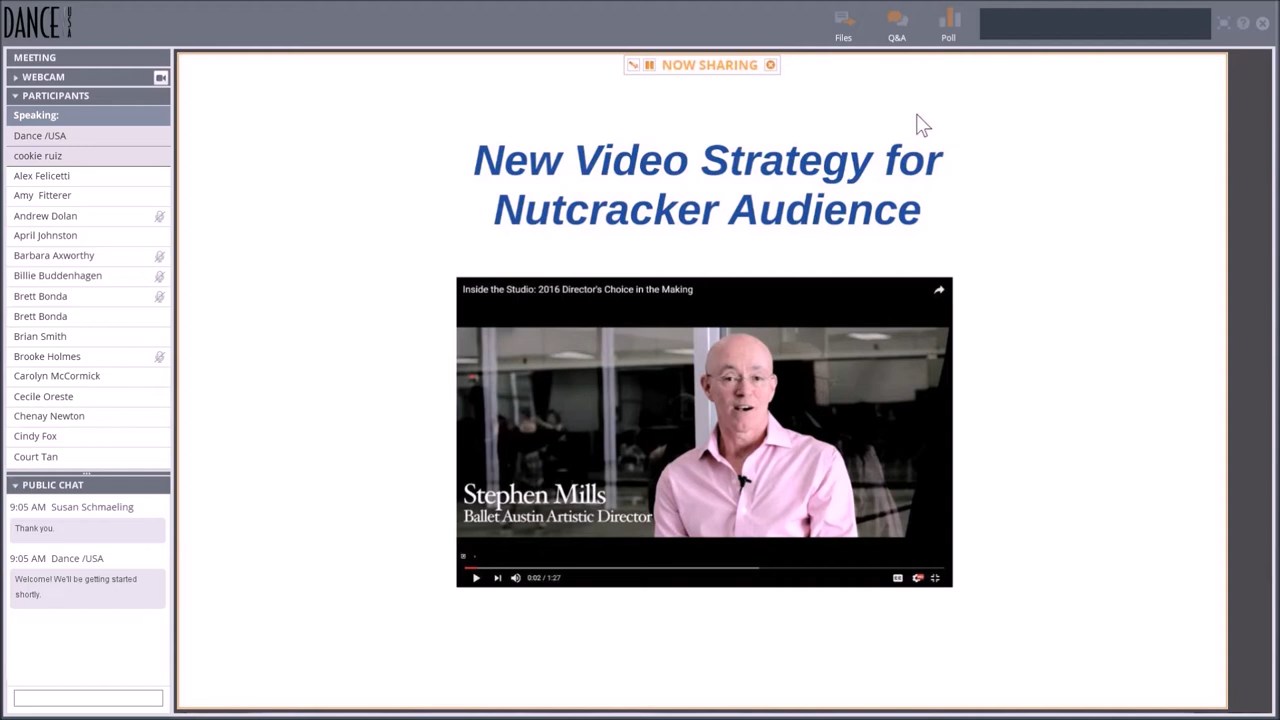 DANCE USA
Files
Q&A
Poll
MEETING
WEBCAM
PARTICIPANTS
Speaking:
Dance /USA
cookie ruiz
Alex Felicetti
Amy Fitterer
Andrew Dolan
April Johnston
Barbara Axworthy
Billie Buddenhagen
Brett Bonda
Brett Bonda
Brian Smith
Brooke Holmes
Carolyn McCormick
Cecile Oreste
Chenay Newton
Cindy Fox
Court Tan
PUBLIC CHAT
9:05 AM Susan Schmaeling
Thank you.
9:05 AM Dance /USA
Welcome! We'll be getting started
shortly.
NOW SHARING
New Video Strategy for
Nutcracker Audience
Inside the Studio: 2016 Director's Choice in the Making
Stephen Mills
Ballet Austin Artistic Director
0:02 / 1:27